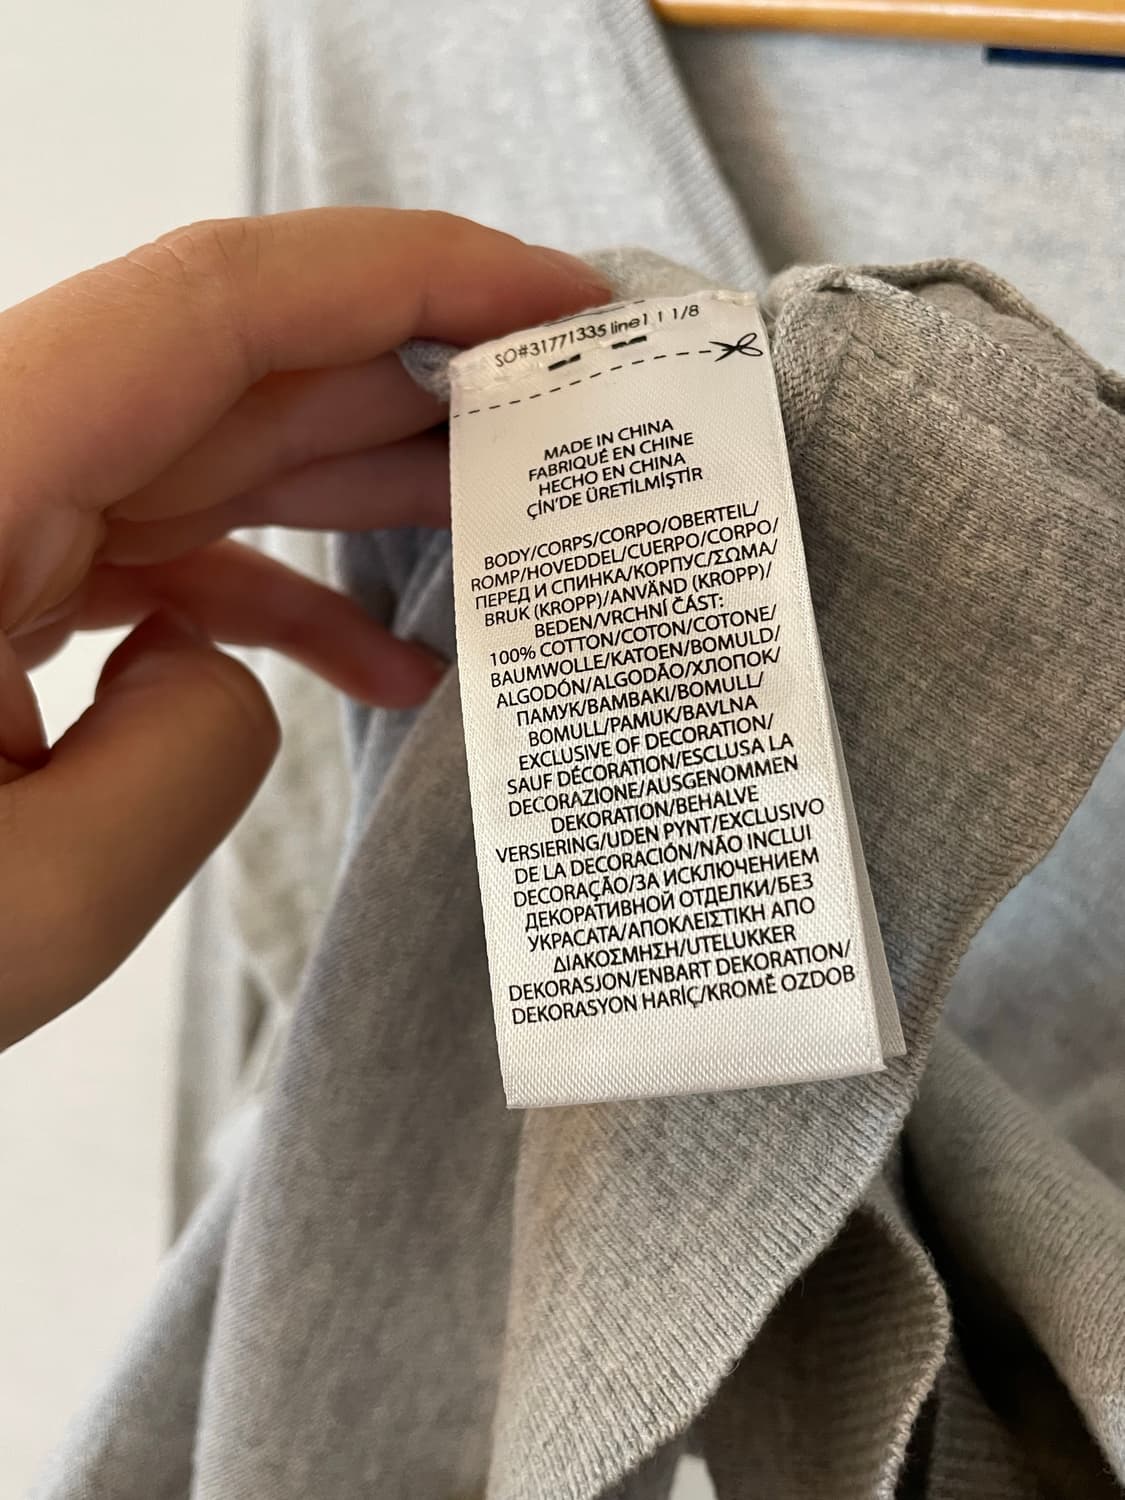 SO#31771335 line1 1 1/8
MADE IN CHINA
FABRIQUÉ EN CHINE
HECHO EN CHINA
ÇİN'DE ÜRETİLMİŞTİR
BODY/CORPS/CORPO/OBERTEIL/
ROMP/HOVEDDEL/CUERPO/CORPO/
ПЕРЕД И СПИНКА/КОРПУС/ΣΩΜΑ/
BRUK (KROPP)/ANVÄND (KROPP)/
BEDEN/VRCHNÍ ČÁST:
100% COTTON/COTON/COTONE/
BAUMWOLLE/KATOEN/BOMULD/
ALGODÓN/ALGODÃO/ХЛОПОК/
ПАМУК/ΒΑΜΒΑΚΙ/BOMULL/
BOMULL/PAMUK/BAVLNA
EXCLUSIVE OF DECORATION/
SAUF DÉCORATION/ESCLUSA LA
DECORAZIONE/AUSGENOMMEN
DEKORATION/BEHALVE
VERSIERING/UDEN PYNT/EXCLUSIVO
DE LA DECORACIÓN/NÃO INCLUI
DECORAÇÃO/ЗА ИСКЛЮЧЕНИЕМ
ДЕКОРАТИВНОЙ ОТДЕЛКИ/БЕЗ
УКРАСАТА/ΑΠΟΚΛΕΙΣΤΙΚΗ ΑΠΟ
ΔΙΑΚΟΣΜΗΣΗ/UTELUKKER
DEKORASJON/ENBART DEKORATION/
DEKORASYON HARİÇ/KROMĚ OZDOB